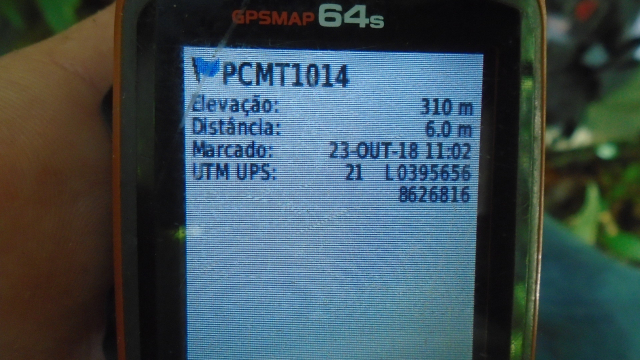 GPSMAP 64s
PCMT1014
Elevação: 310 m
Distância: 6.0 m
Marcado: 23-OUT-18 11:02
UTM UPS: 21 L0395656
8626816